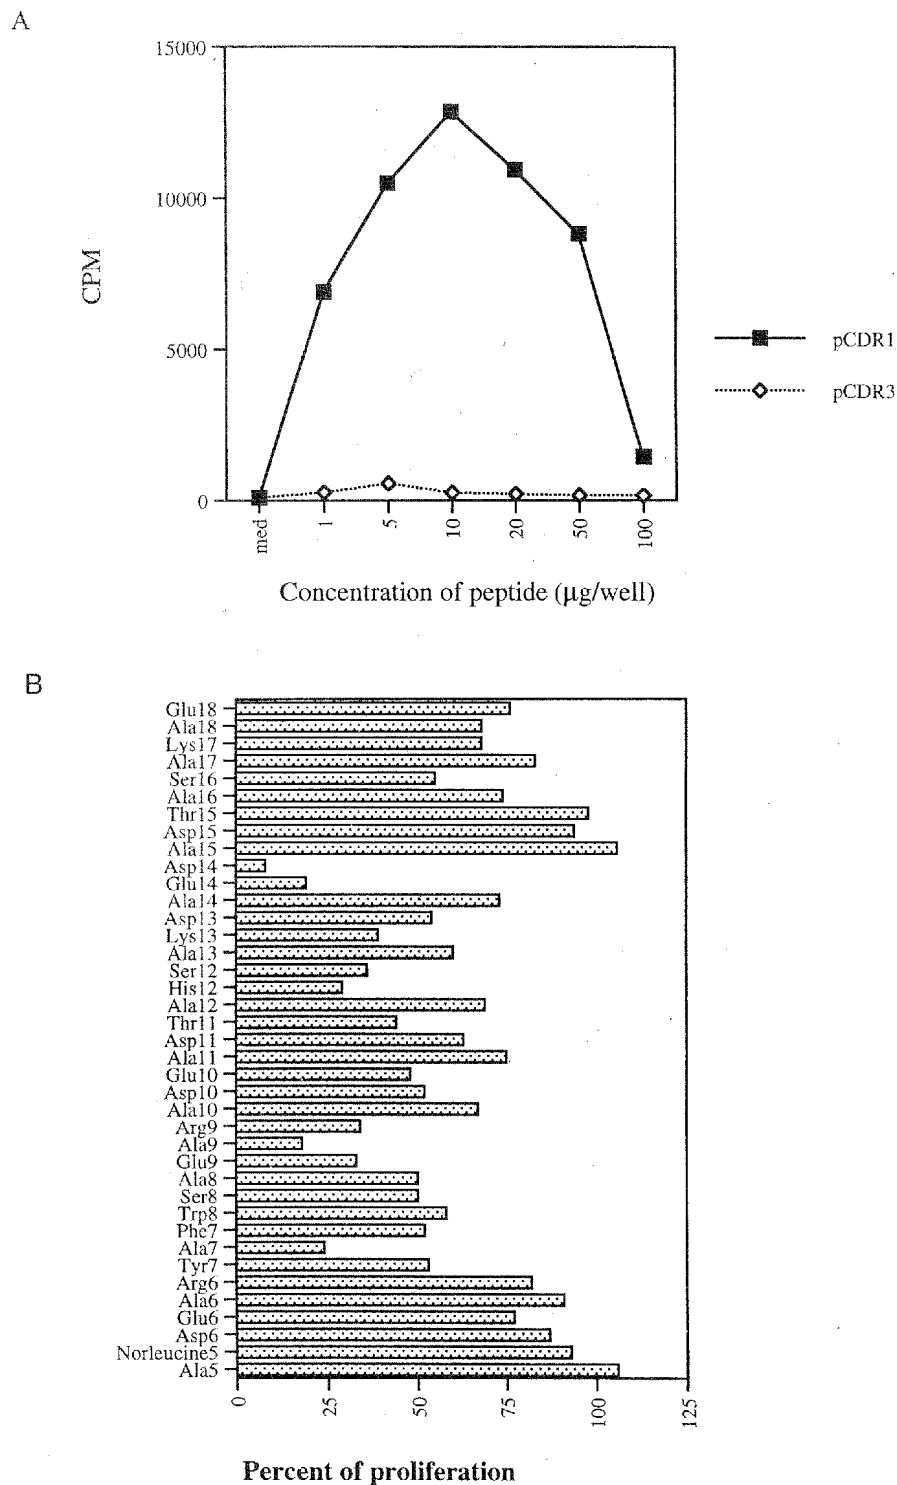 A
15000
10000
5000
0
CPM
med
1
5
10
20
50
100
Concentration of peptide (µg/well)
pCDR1
pCDR3
B
Glu18
Ala18
Lys17
Ala17
Ser16
Ala16
Thr15
Asp15
Ala15
Asp14
Glu14
Ala14
Asp13
Lys13
Ala13
Ser12
His12
Ala12
Thr11
Asp11
Ala11
Glu10
Asp10
Ala10
Arg9
Ala9
Glu9
Ala8
Ser8
Trp8
Phe7
Ala7
Tyr7
Arg6
Ala6
Glu6
Asp6
Norleucine5
Ala5
0
25
50
75
100
125
Percent of proliferation